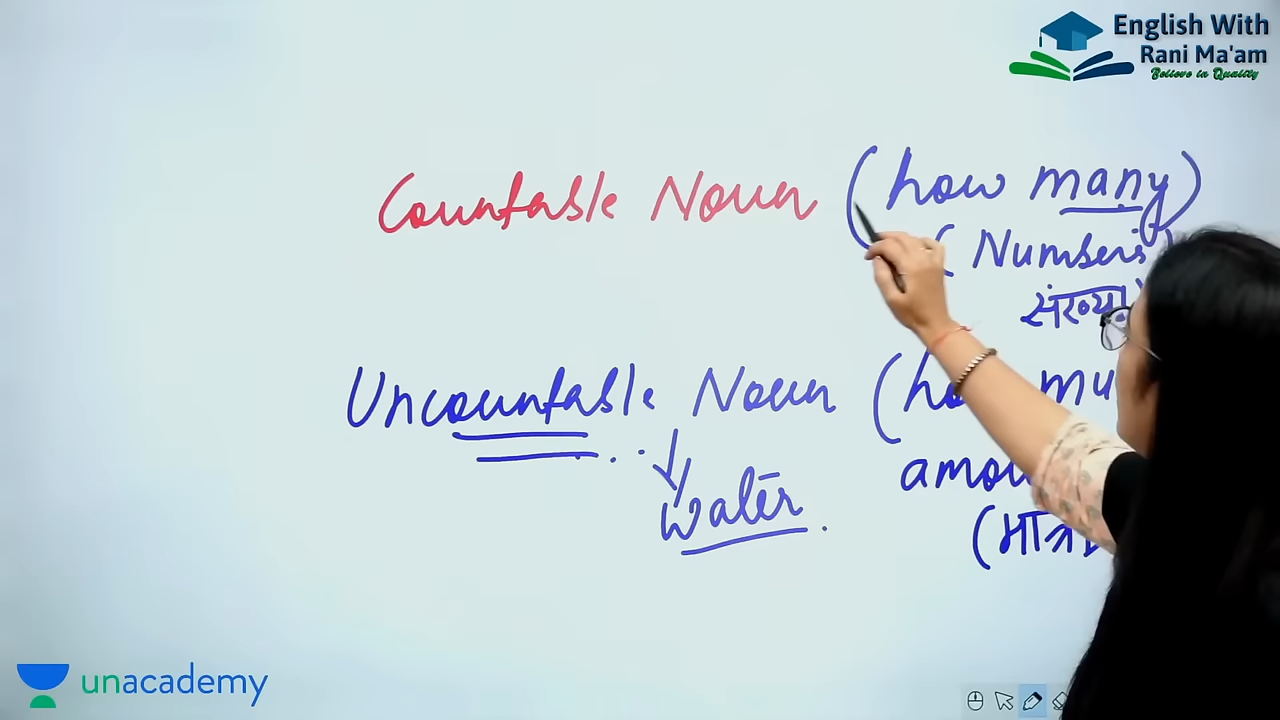 English With
Rani Ma'am
Believe in Quality
Countable Noun (how many)
(Numbers)
संख्या
Uncountable Noun (
water.
unacademy